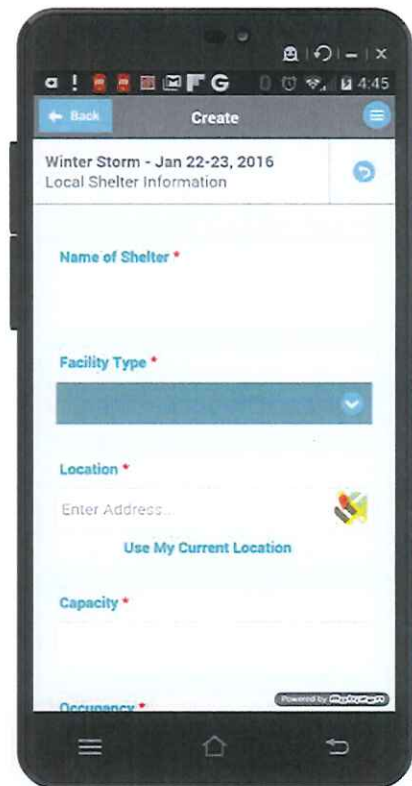 4:45
Back
Create
Winter Storm - Jan 22-23, 2016
Local Shelter Information
Name of Shelter *
Facility Type *
Location *
Enter Address...
Use My Current Location
Capacity *
Occupancy *
Powered by